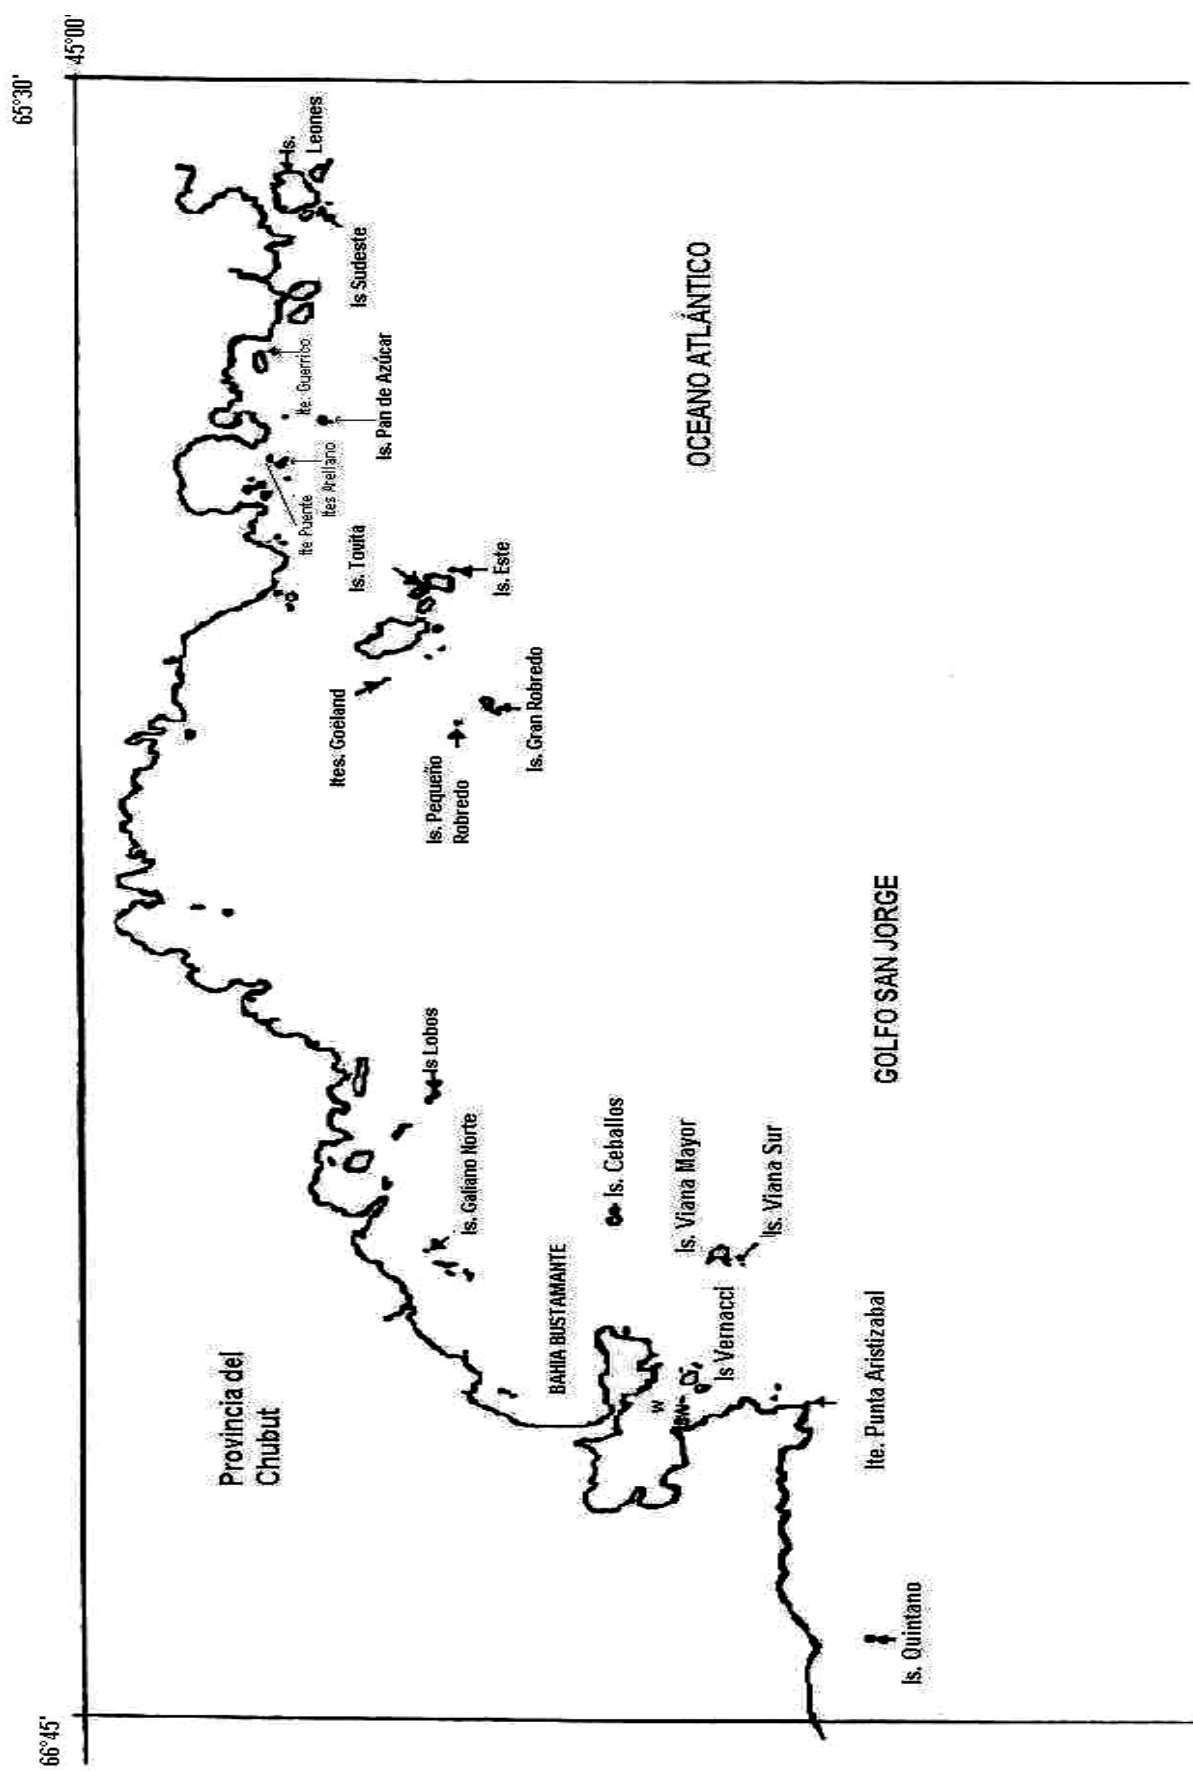 66°45'
65°30'
45°00'
Provincia del
Chubut
Is.
Leones
Is Sudeste
Ite. Guerrico
Is. Pan de Azúcar
Ites Arellano
Ite Puente
Is. Tovita
Is. Este
Ites. Goëland
Is. Gran Robredo
Is. Pequeño
Robredo
Is Lobos
Is. Galiano Norte
BAHIA BUSTAMANTE
Is. Ceballos
Is. Viana Mayor
Is. Viana Sur
Is Vernacci
Ite. Punta Aristizabal
Is. Quintano
OCEANO ATLÁNTICO
GOLFO SAN JORGE